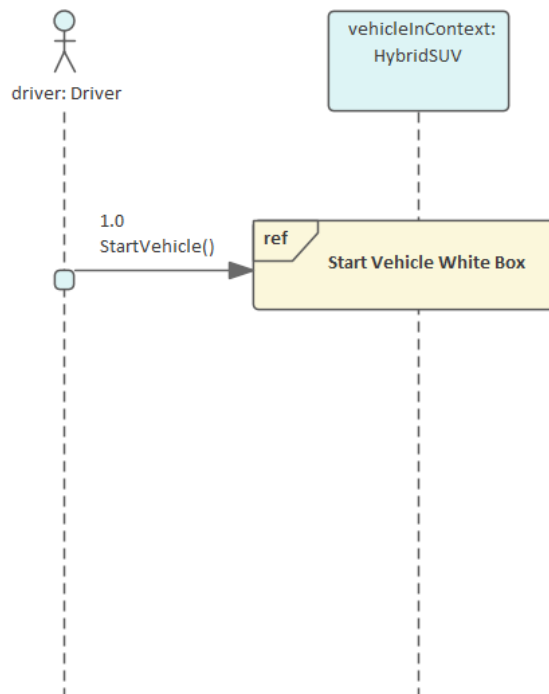 vehicleInContext:
HybridSUV
driver: Driver
1.0
StartVehicle()
ref
Start Vehicle White Box